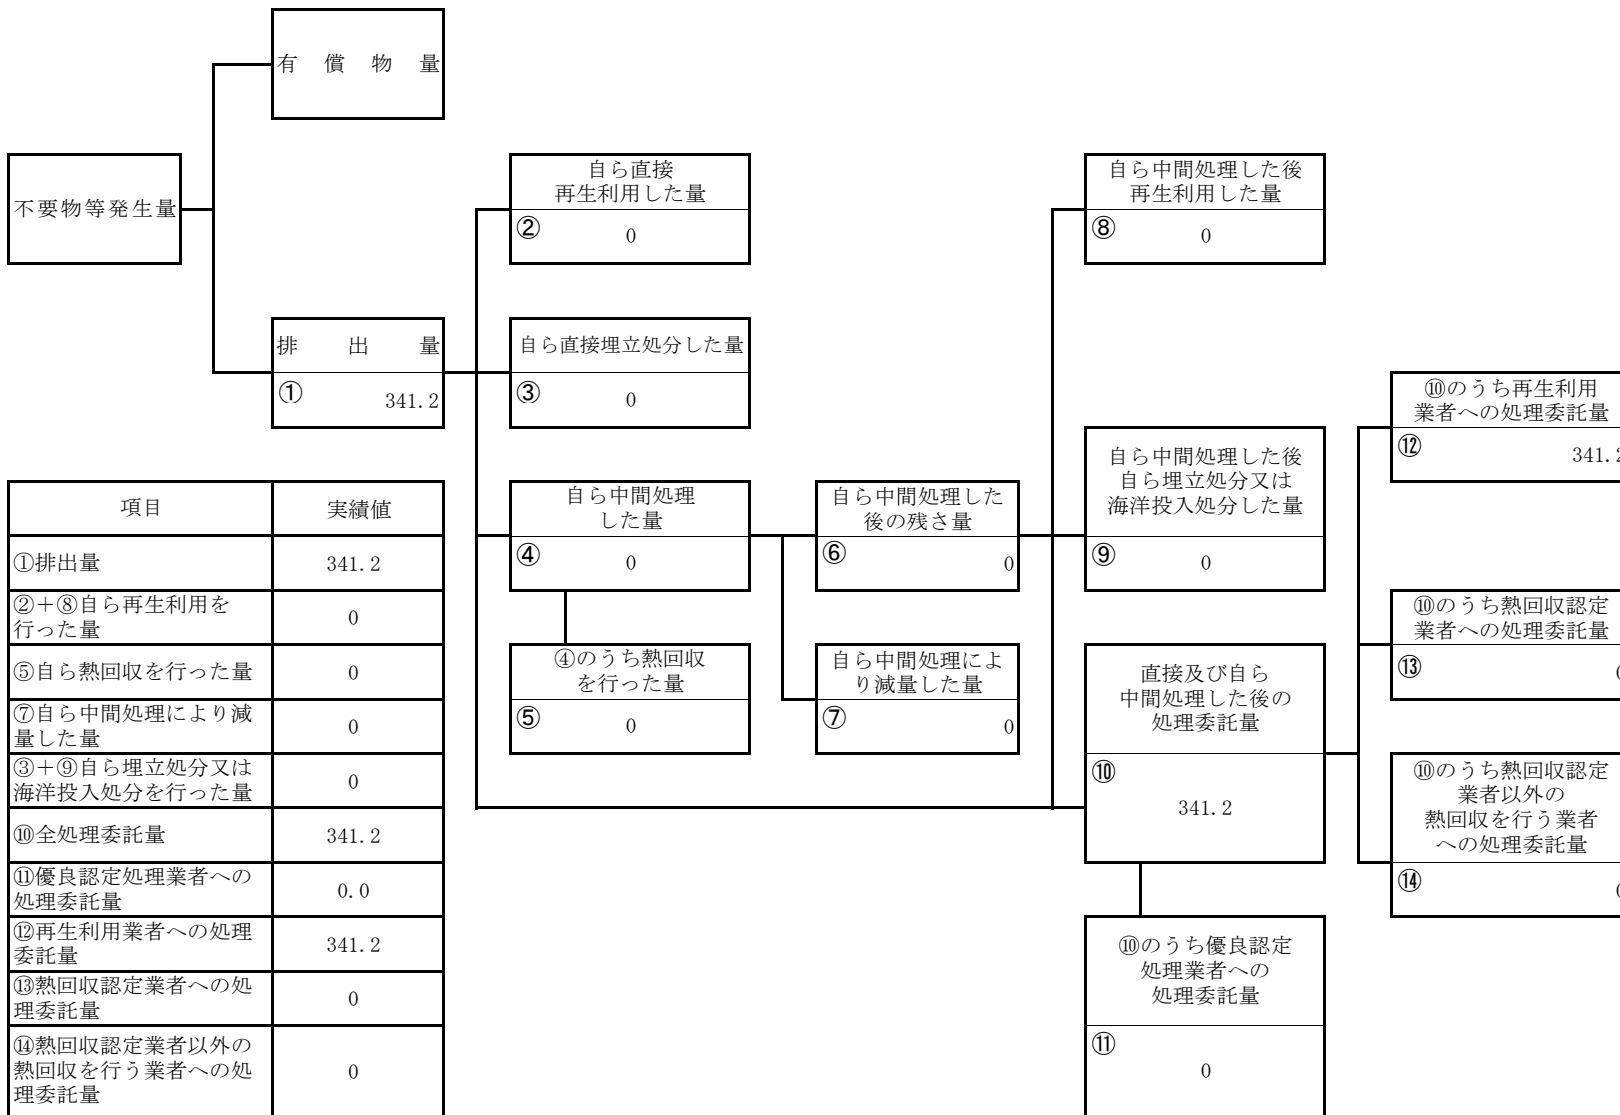 有償物量
不要物等発生量
排出量
①
341.2
自ら直接
再生利用した量
②
0
自ら直接埋立処分した量
③
0
自ら中間処理
した量
④
0
④のうち熱回収
を行った量
⑤
0
自ら中間処理した
後の残さ量
⑥
0
自ら中間処理によ
り減量した量
⑦
0
自ら中間処理した後
再生利用した量
⑧
0
自ら中間処理した後
自ら埋立処分又は
海洋投入処分した量
⑨
0
直接及び自ら
中間処理した後の
処理委託量
⑩
341.2
⑩のうち優良認定
処理業者への
処理委託量
⑪
0
⑩のうち再生利用
業者への処理委託量
⑫
341.2
⑩のうち熱回収認定
業者への処理委託量
⑬
0
⑩のうち熱回収認定
業者以外の
熱回収を行う業者
への処理委託量
⑭
0
項目 実績値
①排出量 341.2
②+⑧自ら再生利用を
行った量 0
⑤自ら熱回収を行った量 0
⑦自ら中間処理により減
量した量 0
③+⑨自ら埋立処分又は
海洋投入処分を行った量 0
⑩全処理委託量 341.2
⑪優良認定処理業者への
処理委託量 0.0
⑫再生利用業者への処理
委託量 341.2
⑬熱回収認定業者への処
理委託量 0
⑭熱回収認定業者以外の
熱回収を行う業者への処
理委託量 0